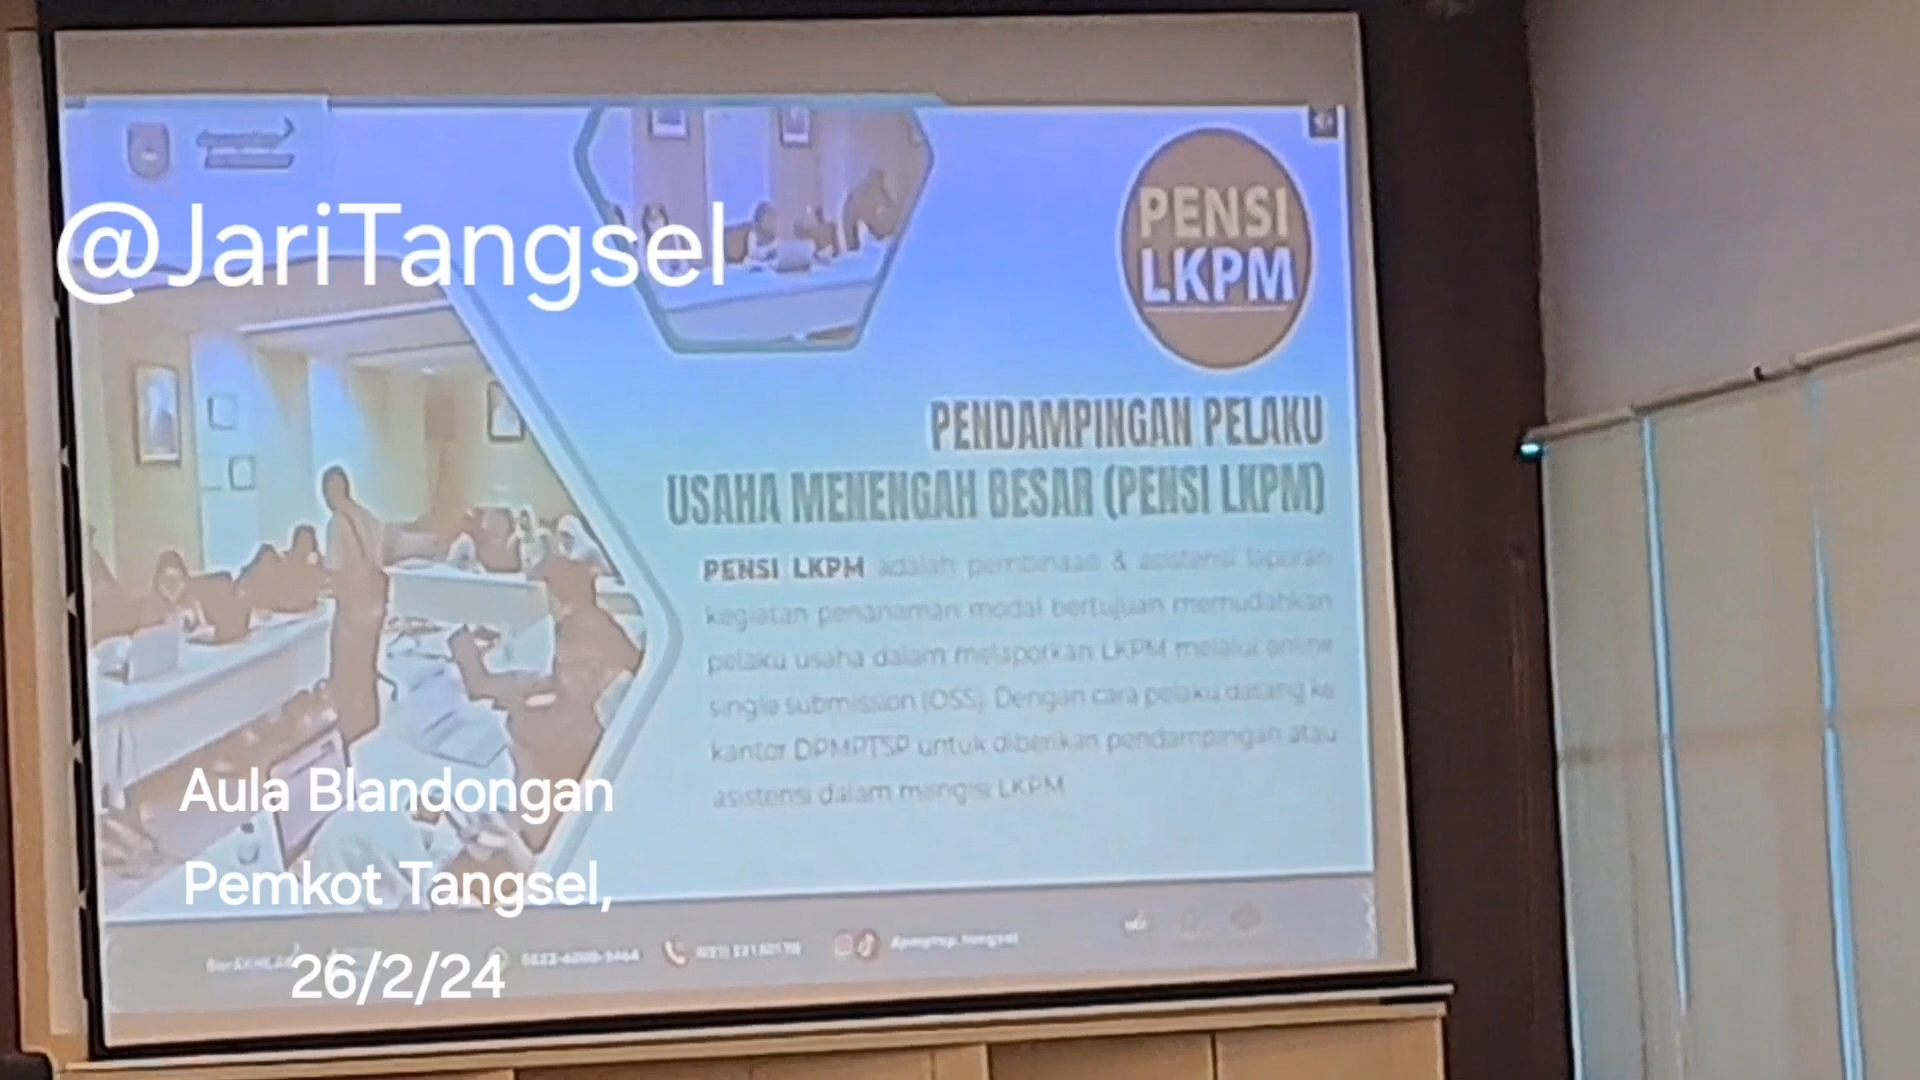 @JariTangsel
PENSI
LKPM
PENDAMPINGAN PELAKU
USAHA MENENGAH BESAR (PENSI LKPM)
PENSI LKPM adalah pembinaan & asistensi laporan
kegiatan penanaman modal bertujuan memudahkan
pelaku usaha dalam melaporkan LKPM melalui online
single submission (OSS). Dengan cara pelaku datang ke
kantor DPMPTSP untuk diberikan pendampingan atau
asistensi dalam mengisi LKPM
Aula Blandongan
Pemkot Tangsel,
26/2/24
dpmptsp.tangsel